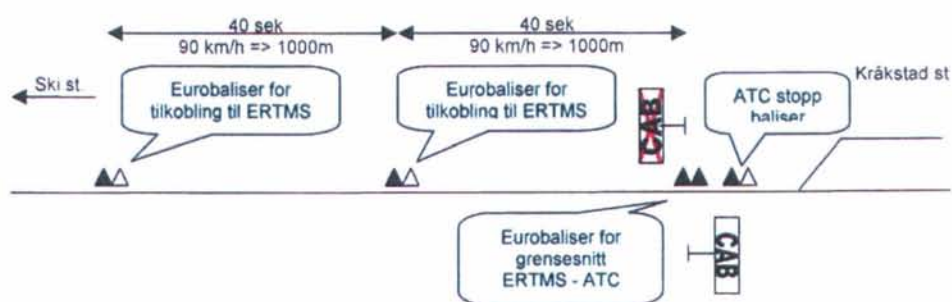 40 sek
90 km/h => 1000m
40 sek
90 km/h => 1000m
Ski st
Eurobaliser for
tilkobling til ERTMS
Eurobaliser for
tilkobling til ERTMS
CAB
ATC stopp
baliser
Kråkstad st
Eurobaliser for
grensesnitt
ERTMS - ATC
CAB